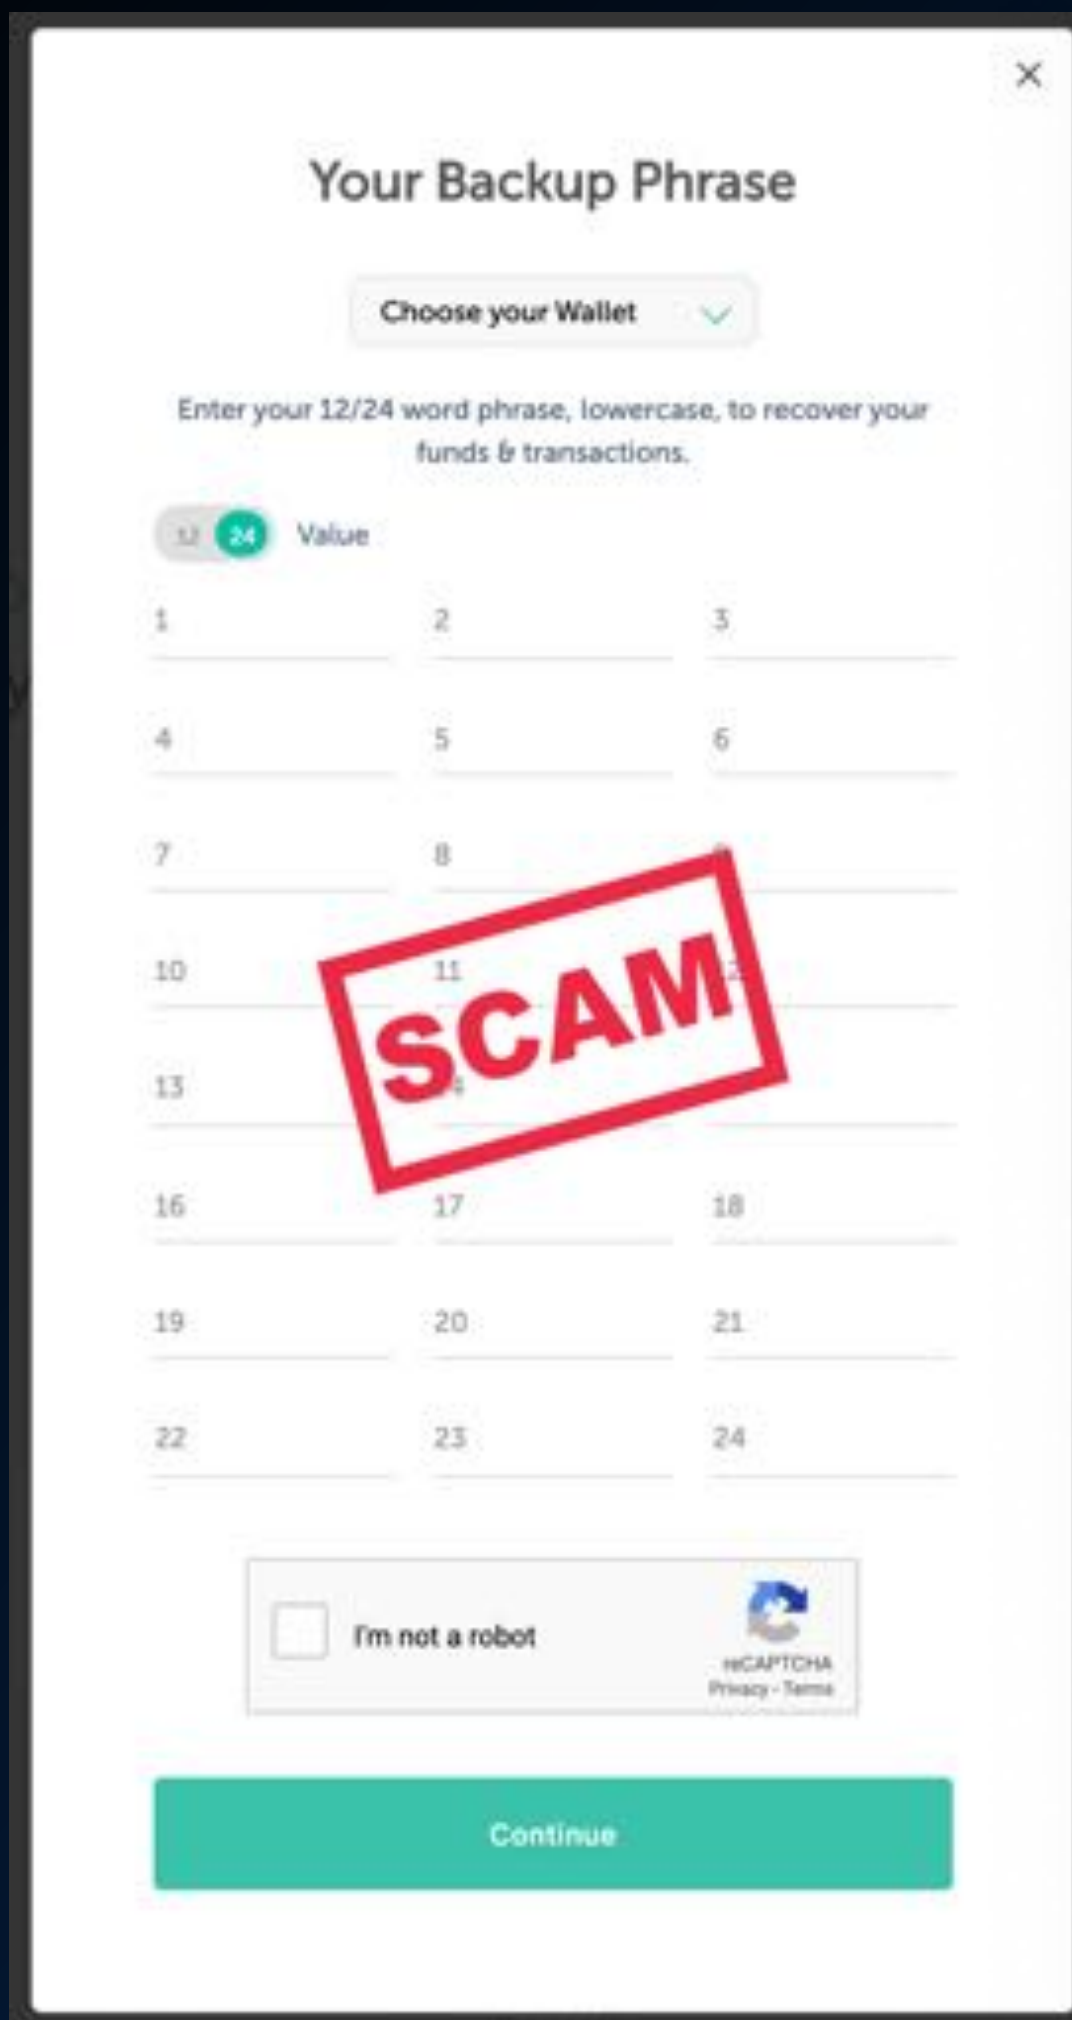 Your Backup Phrase
Choose your Wallet
Enter your 12/24 word phrase, lowercase, to recover your
funds & transactions.
12 24 Value
1 2 3
4 5 6
7 8
10 11
SCAM
13
16 17 18
19 20 21
22 23 24
I'm not a robot
reCAPTCHA
Privacy - Terms
Continue